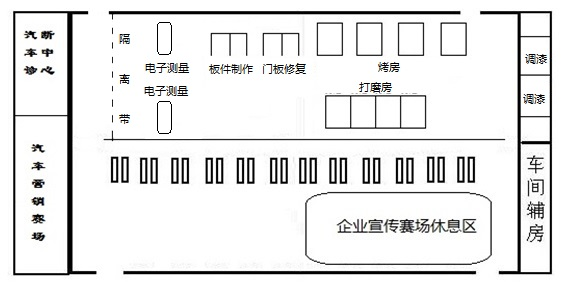 汽车诊断中心
隔离带
电子测量
电子测量
板件制作
门板修复
烤房
打磨房
调漆
调漆
汽车营销赛场
企业宣传赛场休息区
车间辅房